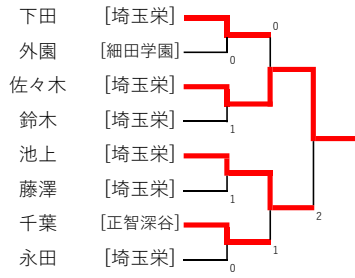 下田 [埼玉栄]
0
外園 [細田学園]
0
佐々木 [埼玉栄]
鈴木 [埼玉栄]
1
池上 [埼玉栄]
藤澤 [埼玉栄]
1
2
千葉 [正智深谷]
1
永田 [埼玉栄]
0